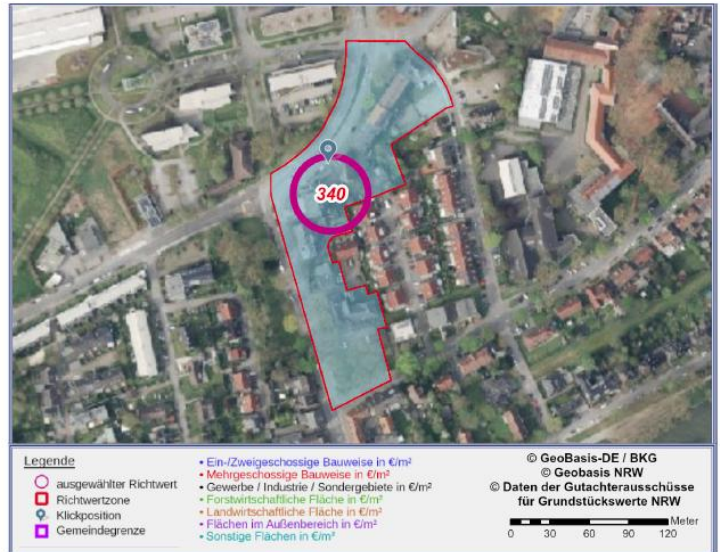 340
Legende
ausgewählter Richtwert
Richtwertzone
Klickposition
Gemeindegrenze
• Ein-/Zweigeschossige Bauweise in €/m²
• Mehrgeschossige Bauweise in €/m²
• Gewerbe / Industrie / Sondergebiete in €/m²
• Forstwirtschaftliche Fläche in €/m²
• Landwirtschaftliche Fläche in €/m²
• Flächen im Außenbereich in €/m²
• Sonstige Flächen in €/m²
© GeoBasis-DE / BKG
© Geobasis NRW
© Daten der Gutachterausschüsse
für Grundstückswerte NRW
Meter
0 30 60 90 120